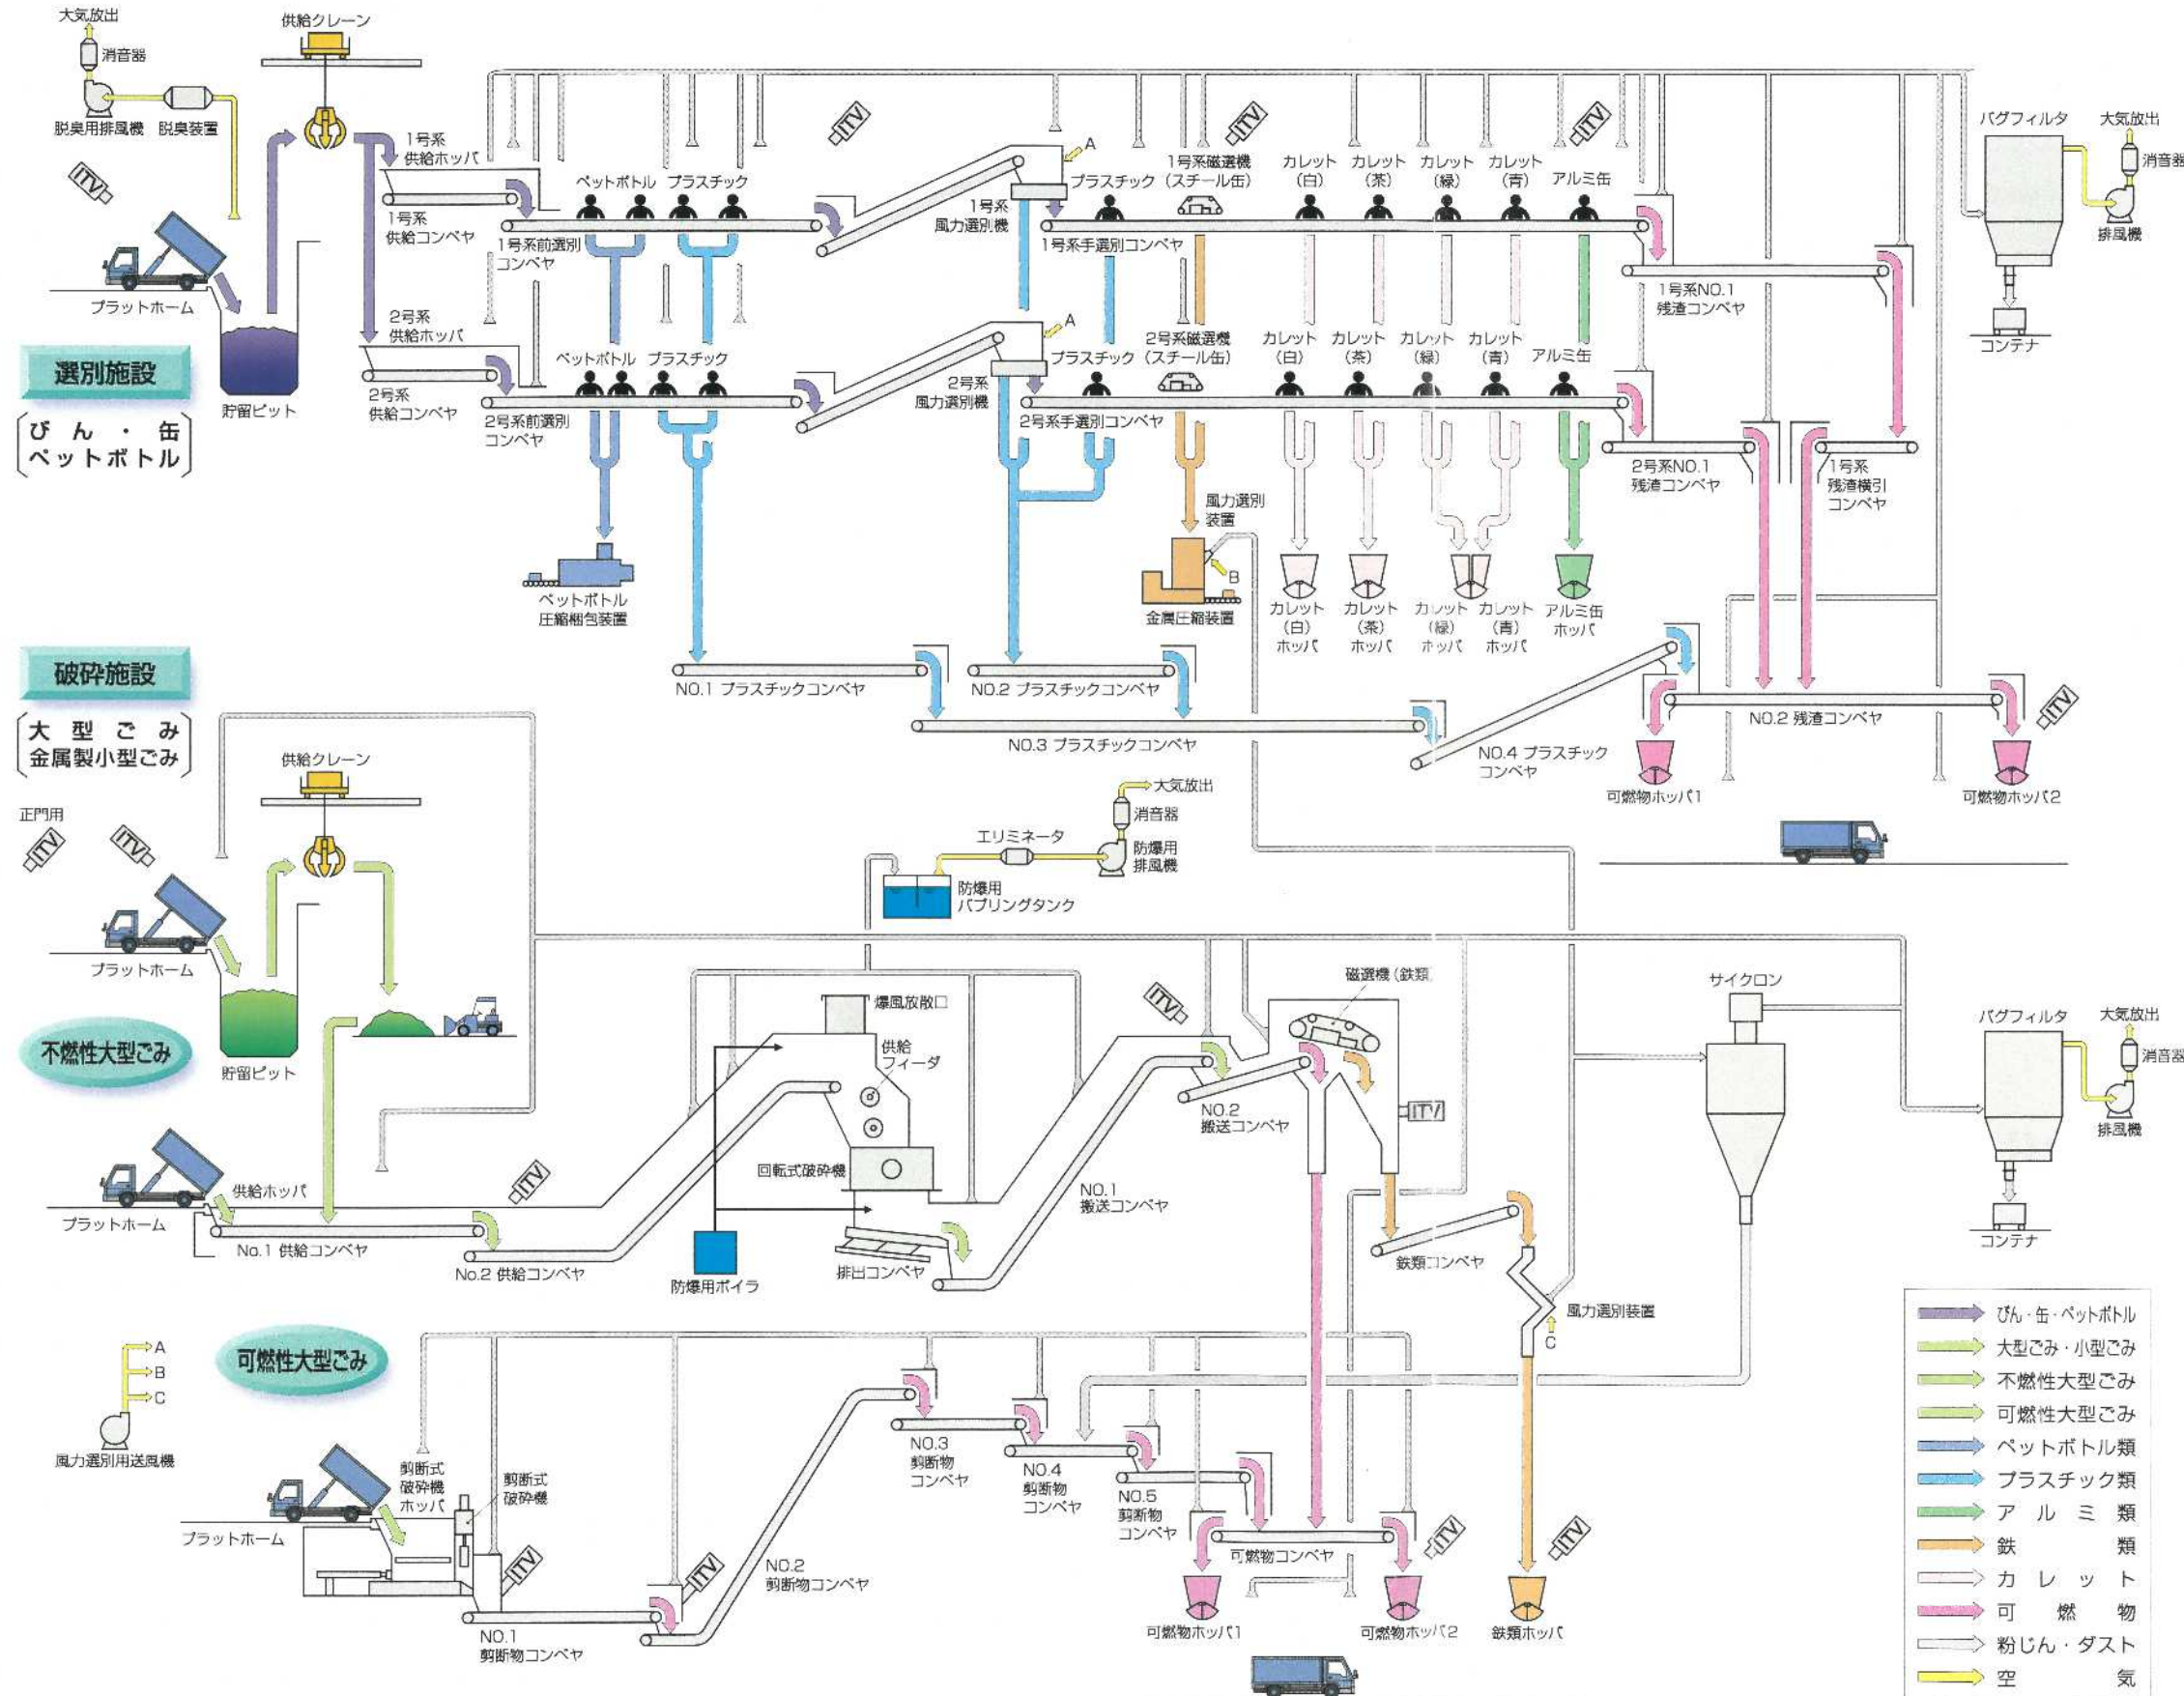 大気放出
消音器
脱臭用排風機
脱臭装置
供給クレーン
ITV
プラットホーム
貯留ピット
選別施設
びん・缶
ペットボトル
1号系
供給ホッパ
1号系
供給コンベヤ
2号系
供給ホッパ
2号系
供給コンベヤ
ペットボトル
プラスチック
1号系前選別
コンベヤ
ITV
A
1号系
風力選別機
プラスチック
1号系磁選機
(スチール缶)
ITV
カレット
(白)
カレット
(茶)
カレット
(緑)
カレット
(青)
ITV
アルミ缶
1号系手選別コンベヤ
1号系NO.1
残渣コンベヤ
バグフィルタ
大気放出
消音器
排風機
コンテナ
ペットボトル
プラスチック
2号系前選別
コンベヤ
A
2号系
風力選別機
プラスチック
2号系磁選機
(スチール缶)
カレット
(白)
カレット
(茶)
カレット
(緑)
カレット
(青)
アルミ缶
2号系手選別コンベヤ
2号系NO.1
残渣コンベヤ
1号系
残渣横引
コンベヤ
風力選別
装置
B
ペットボトル
圧縮梱包装置
金属圧縮装置
カレット
(白)
ホッパ
カレット
(茶)
ホッパ
カレット
(緑)
ホッパ
カレット
(青)
ホッパ
アルミ缶
ホッパ
NO.1 プラスチックコンベヤ
NO.2 プラスチックコンベヤ
NO.3 プラスチックコンベヤ
NO.4 プラスチック
コンベヤ
NO.2 残渣コンベヤ
ITV
可燃物ホッパ1
可燃物ホッパ2
破砕施設
大型ごみ
金属製小型ごみ
正門用
ITV
ITV
供給クレーン
プラットホーム
貯留ピット
不燃性大型ごみ
大気放出
消音器
エリミネータ
防爆用
排風機
防爆用
バブリングタンク
爆風放散口
供給
フィーダ
回転式破砕機
排出コンベヤ
防爆用ボイラ
プラットホーム
供給ホッパ
No.1 供給コンベヤ
ITV
No.2 供給コンベヤ
NO.1
搬送コンベヤ
ITV
NO.2
搬送コンベヤ
磁選機(鉄類)
ITV
鉄類コンベヤ
風力選別装置
C
サイクロン
バグフィルタ
大気放出
消音器
排風機
コンテナ
A
B
C
風力選別用送風機
可燃性大型ごみ
プラットホーム
剪断式
破砕機
ホッパ
剪断式
破砕機
ITV
NO.1
剪断物コンベヤ
ITV
NO.2
剪断物コンベヤ
NO.3
剪断物
コンベヤ
NO.4
剪断物
コンベヤ
NO.5
剪断物
コンベヤ
可燃物コンベヤ
ITV
ITV
可燃物ホッパ1
可燃物ホッパ2
鉄類ホッパ
びん・缶・ペットボトル
大型ごみ・小型ごみ
不燃性大型ごみ
可燃性大型ごみ
ペットボトル類
プラスチック類
アルミ類
鉄類
カレット
可燃物
粉じん・ダスト
空気